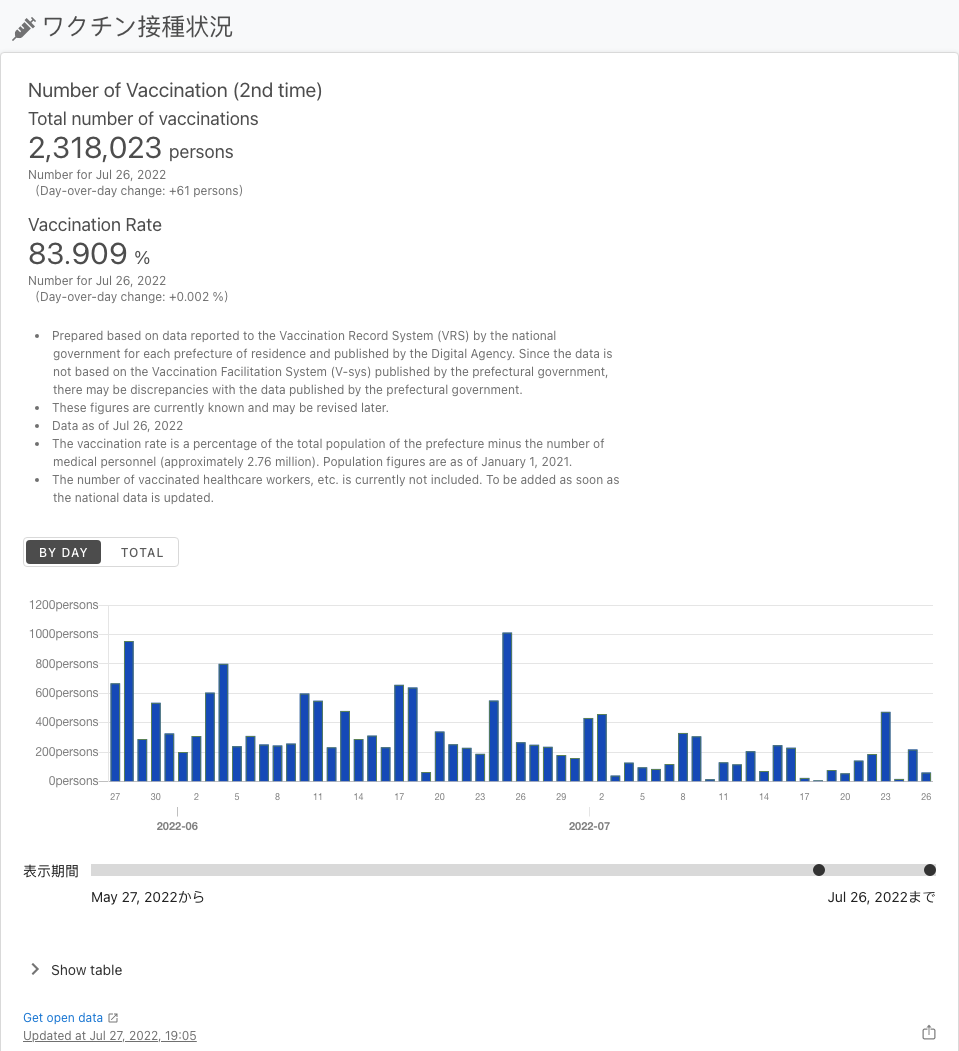 ワクチン接種状況
Number of Vaccination (2nd time)
Total number of vaccinations
2,318,023 persons
Number for Jul 26, 2022
(Day-over-day change: +61 persons)
Vaccination Rate
83.909 %
Number for Jul 26, 2022
(Day-over-day change: +0.002 %)
• Prepared based on data reported to the Vaccination Record System (VRS) by the national
government for each prefecture of residence and published by the Digital Agency. Since the data is
not based on the Vaccination Facilitation System (V-sys) published by the prefectural government,
there may be discrepancies with the data published by the prefectural government.
• These figures are currently known and may be revised later.
• Data as of Jul 26, 2022
• The vaccination rate is a percentage of the total population of the prefecture minus the number of
medical personnel (approximately 2.76 million). Population figures are as of January 1, 2021.
• The number of vaccinated healthcare workers, etc. is currently not included. To be added as soon as
the national data is updated.
BY DAY TOTAL
1200persons
1000persons
800persons
600persons
400persons
200persons
0persons
27 30 2 5 8 11 14 17 20 23 26 29 2 5 8 11 14 17 20 23 26
2022-06 2022-07
表示期間
May 27, 2022から Jul 26, 2022まで
Show table
Get open data
Updated at Jul 27, 2022, 19:05